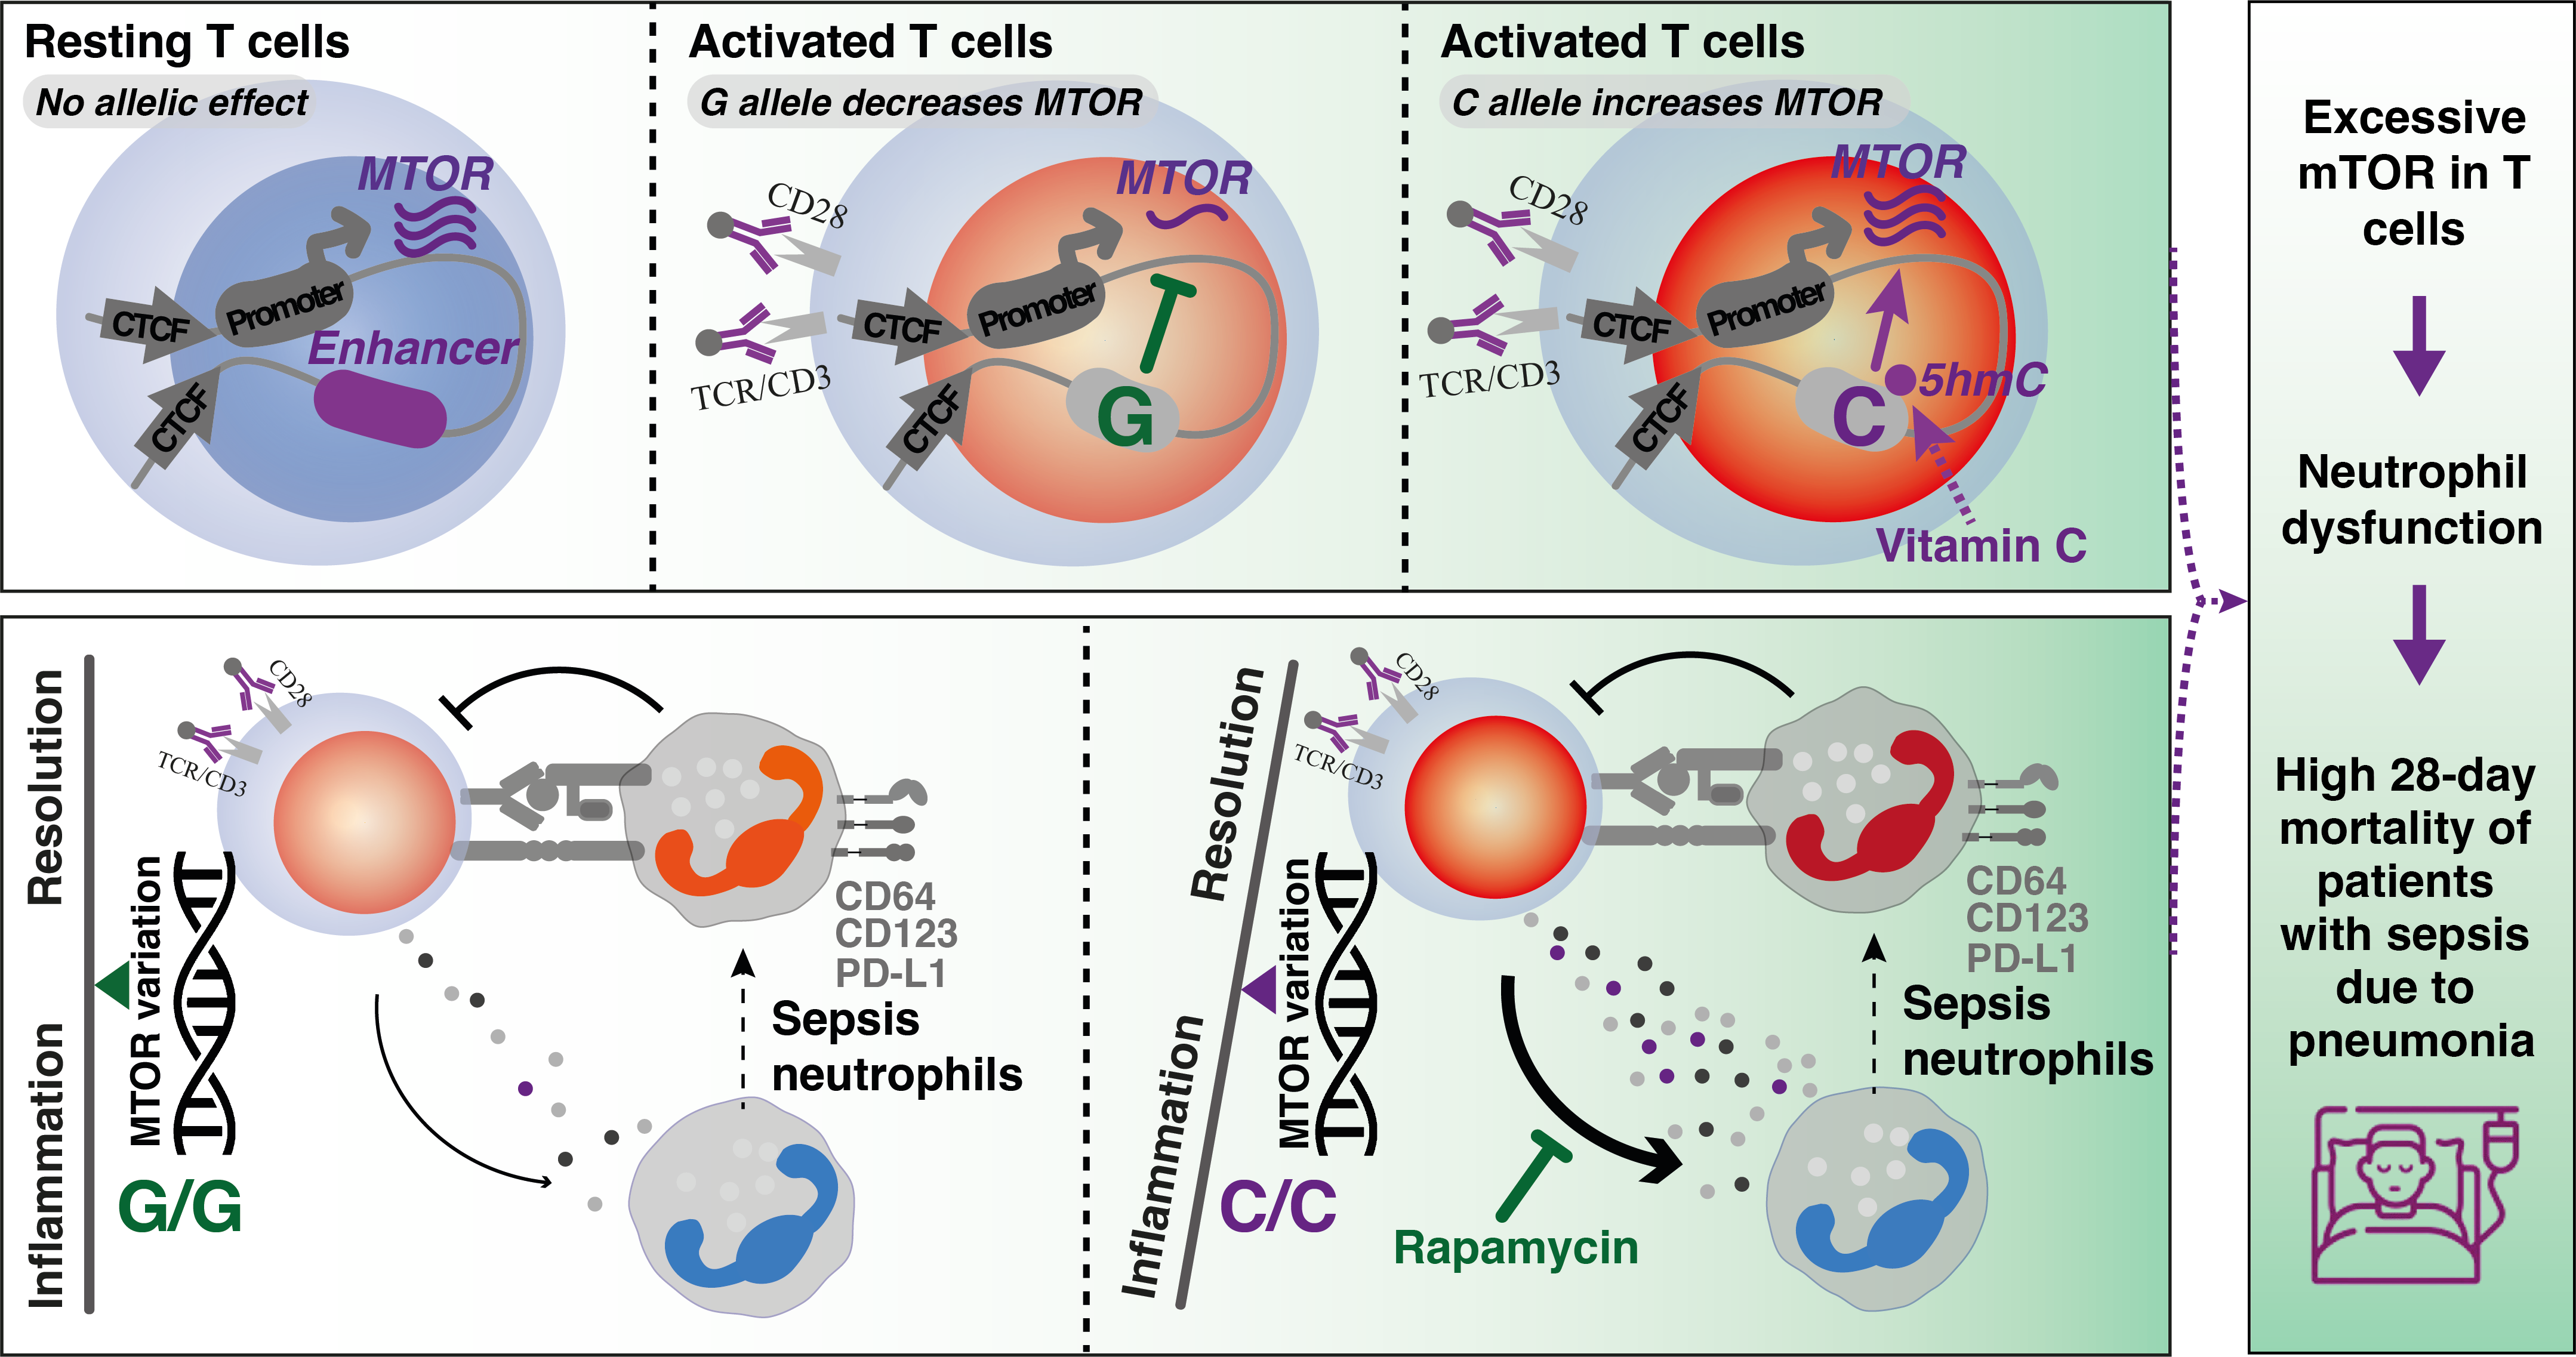 Resting T cells
No allelic effect
MTOR
Promoter
CTCF
Enhancer
CTCF
Activated T cells
G allele decreases MTOR
MTOR
CD28
Promoter
CTCF
TCR/CD3
CTCF
G
Activated T cells
C allele increases MTOR
MTOR
CD28
Promoter
CTCF
TCR/CD3
CTCF
C
5hmC
Vitamin C
Resolution
Inflammation
CD28
TCR/CD3
MTOR variation
G/G
CD64
CD123
PD-L1
Sepsis
neutrophils
Resolution
Inflammation
CD28
TCR/CD3
MTOR variation
C/C
CD64
CD123
PD-L1
Sepsis
neutrophils
Rapamycin
Excessive
mTOR in T
cells
Neutrophil
dysfunction
High 28-day
mortality of
patients
with sepsis
due to
pneumonia